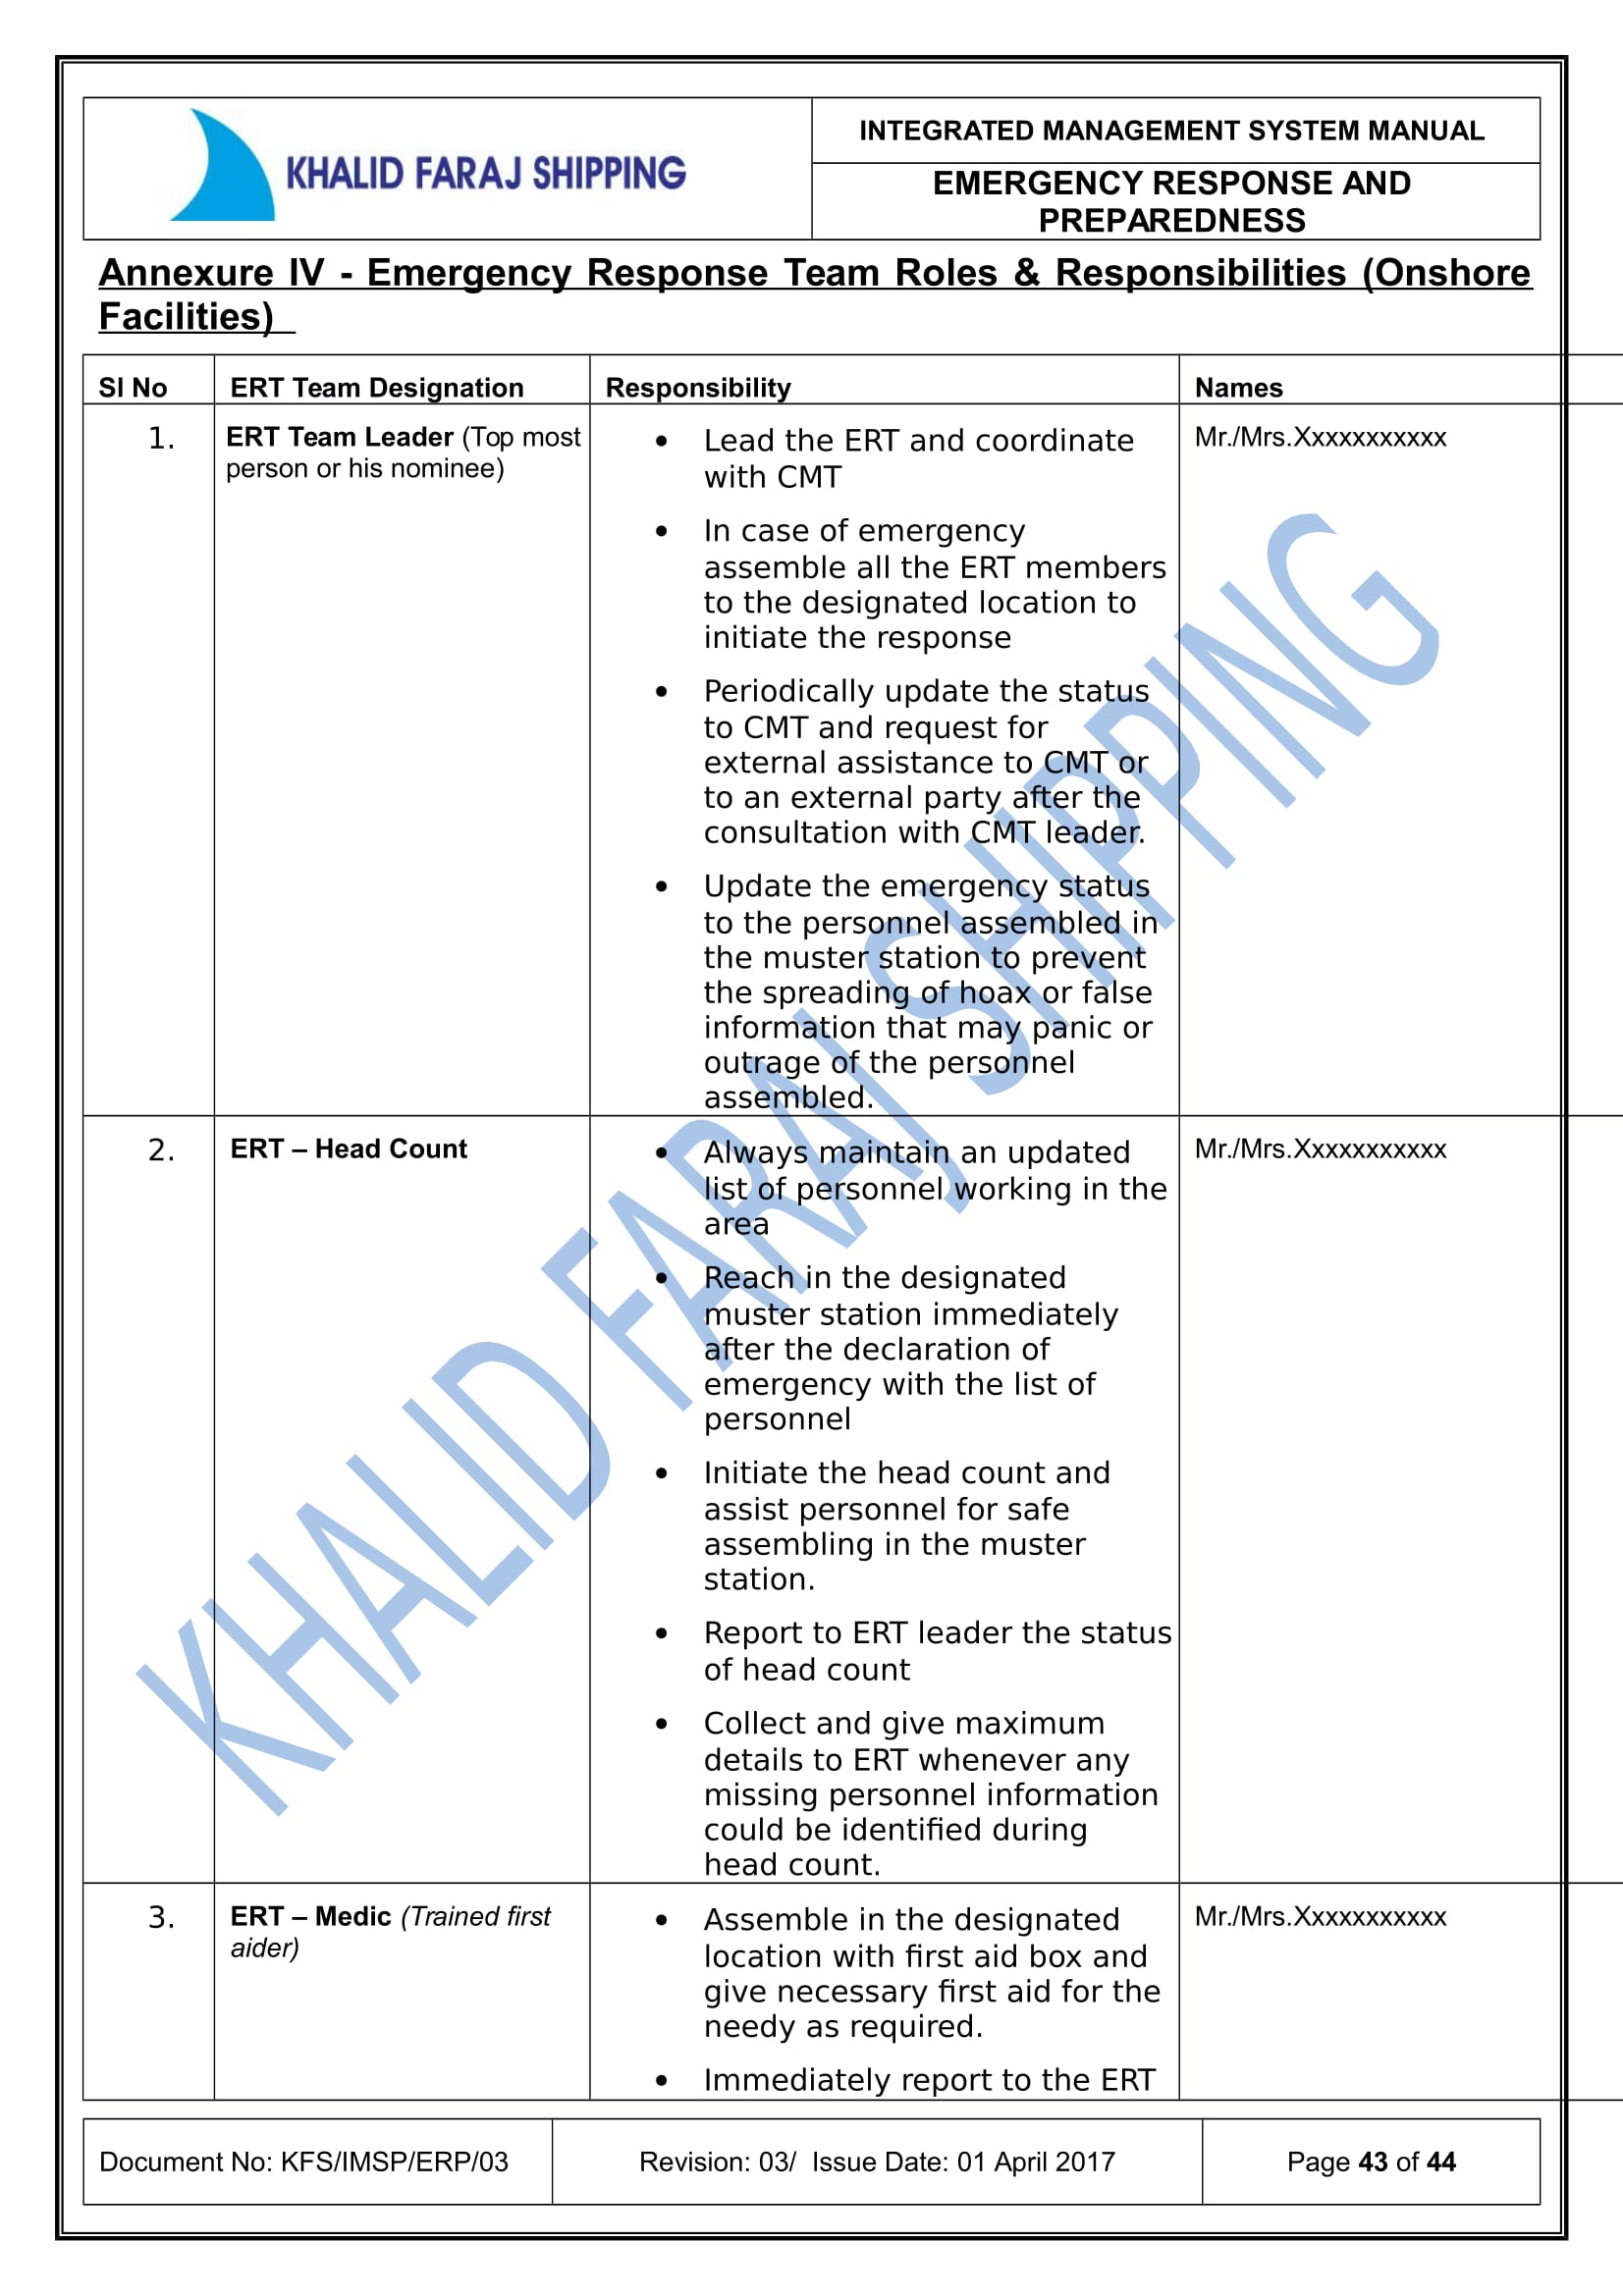 KHALID FARAJ SHIPPING
INTEGRATED MANAGEMENT SYSTEM MANUAL
EMERGENCY RESPONSE AND
PREPAREDNESS
Annexure IV - Emergency Response Team Roles & Responsibilities (Onshore
Facilities)
Sl No ERT Team Designation Responsibility Names
1. ERT Team Leader (Top most
person or his nominee)
• Lead the ERT and coordinate
with CMT
• In case of emergency
assemble all the ERT members
to the designated location to
initiate the response
• Periodically update the status
to CMT and request for
external assistance to CMT or
to an external party after the
consultation with CMT leader.
• Update the emergency status
to the personnel assembled in
the muster station to prevent
the spreading of hoax or false
information that may panic or
outrage of the personnel
assembled.
Mr./Mrs.Xxxxxxxxxxx
2. ERT – Head Count
• Always maintain an updated
list of personnel working in the
area
• Reach in the designated
muster station immediately
after the declaration of
emergency with the list of
personnel
• Initiate the head count and
assist personnel for safe
assembling in the muster
station.
• Report to ERT leader the status
of head count
• Collect and give maximum
details to ERT whenever any
missing personnel information
could be identified during
head count.
Mr./Mrs.Xxxxxxxxxxx
3. ERT – Medic (Trained first
aider)
• Assemble in the designated
location with first aid box and
give necessary first aid for the
needy as required.
• Immediately report to the ERT
Mr./Mrs.Xxxxxxxxxxx
KHALID FARAJ SHIPPING
Document No: KFS/IMSP/ERP/03 Revision: 03/ Issue Date: 01 April 2017 Page 43 of 44